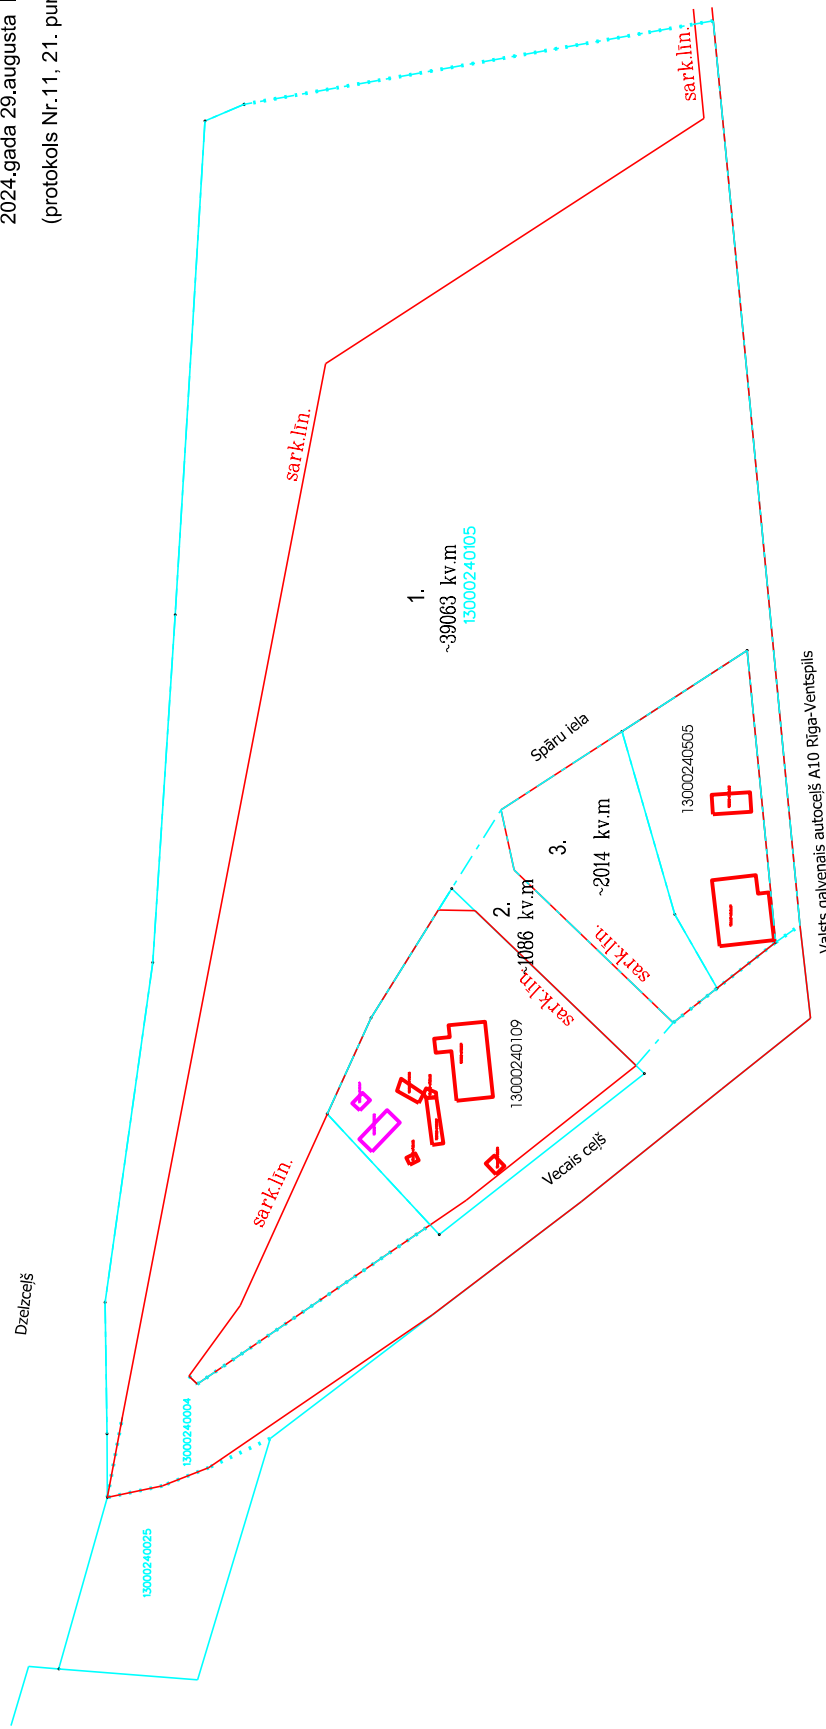 2024.gada 29.augusta
(protokols Nr.11, 21.
sark.līn.
sark.līn.
1.
~39063 kv.m
13000240105
Spāru iela
13000240505
Valsts galvenais autoceļš A10 Rīga-Ventspils
3.
~2014 kv.m
2.
~1086 kv.m
sark.līn.
sark.līn.
13000240109
Vecais ceļš
sark.līn.
Dzelzceļš
13000240004
13000240025